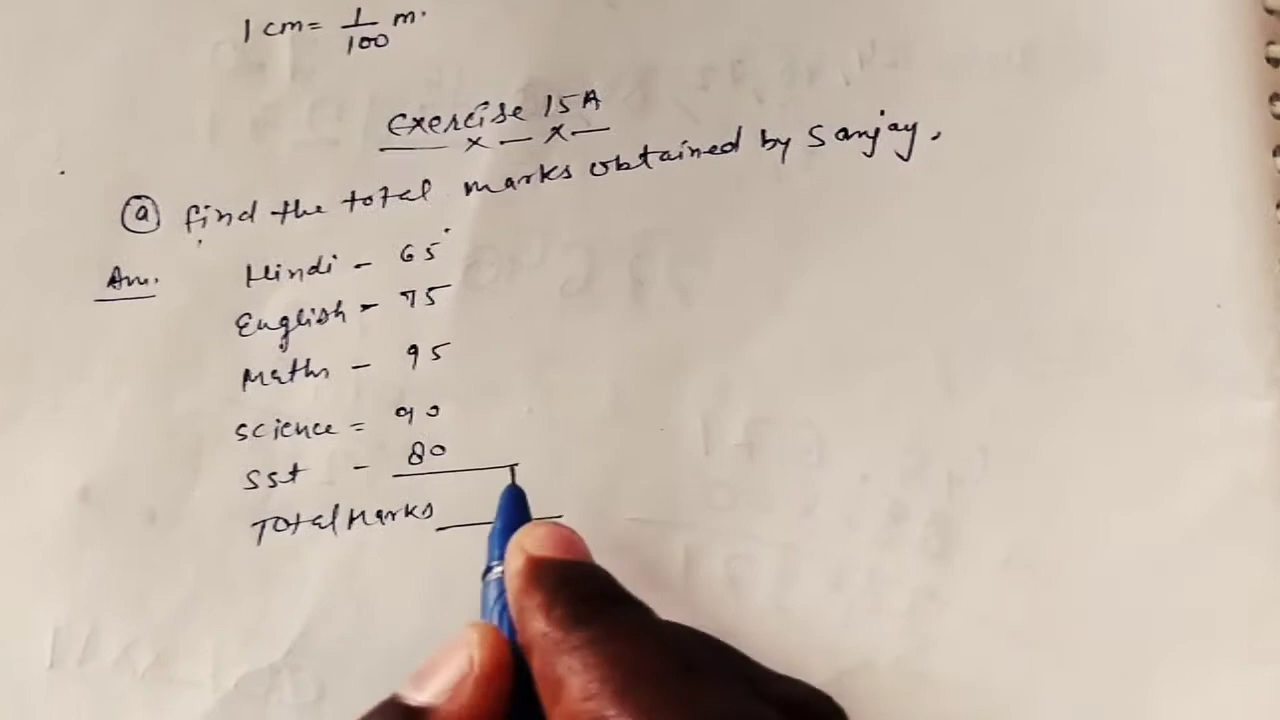 1 cm = 1/100 m.
Exercise 15A
(a) find the total marks obtained by Sanjay.
Ans. Hindi - 65
English - 75
Maths - 95
Science = 90
SSt - 80
Total Marks